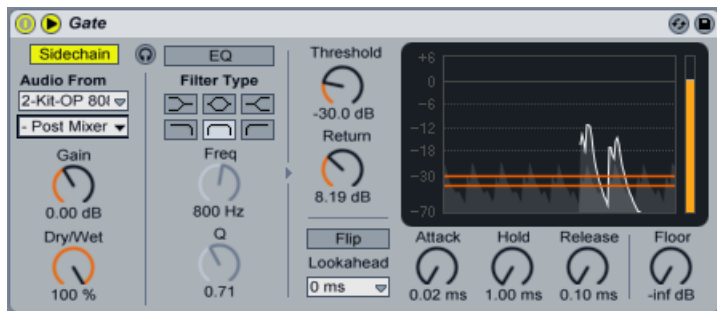 Gate
Sidechain
Audio From
2-Kit-OP 808
- Post Mixer
Gain
0.00 dB
Dry/Wet
100 %
EQ
Filter Type
Freq
800 Hz
Q
0.71
Threshold
-30.0 dB
Return
8.19 dB
Flip
Lookahead
0 ms
+6
0
-6
-12
-18
-30
-70
Attack
0.02 ms
Hold
1.00 ms
Release
0.10 ms
Floor
-inf dB